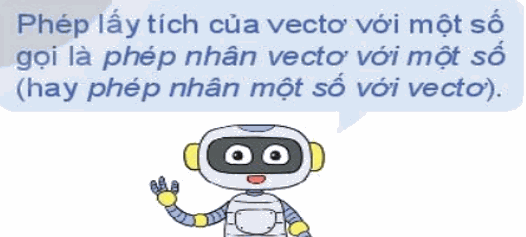 Phép lấy tích của vectơ với một số
gọi là phép nhân vectơ với một số
(hay phép nhân một số với vectơ).